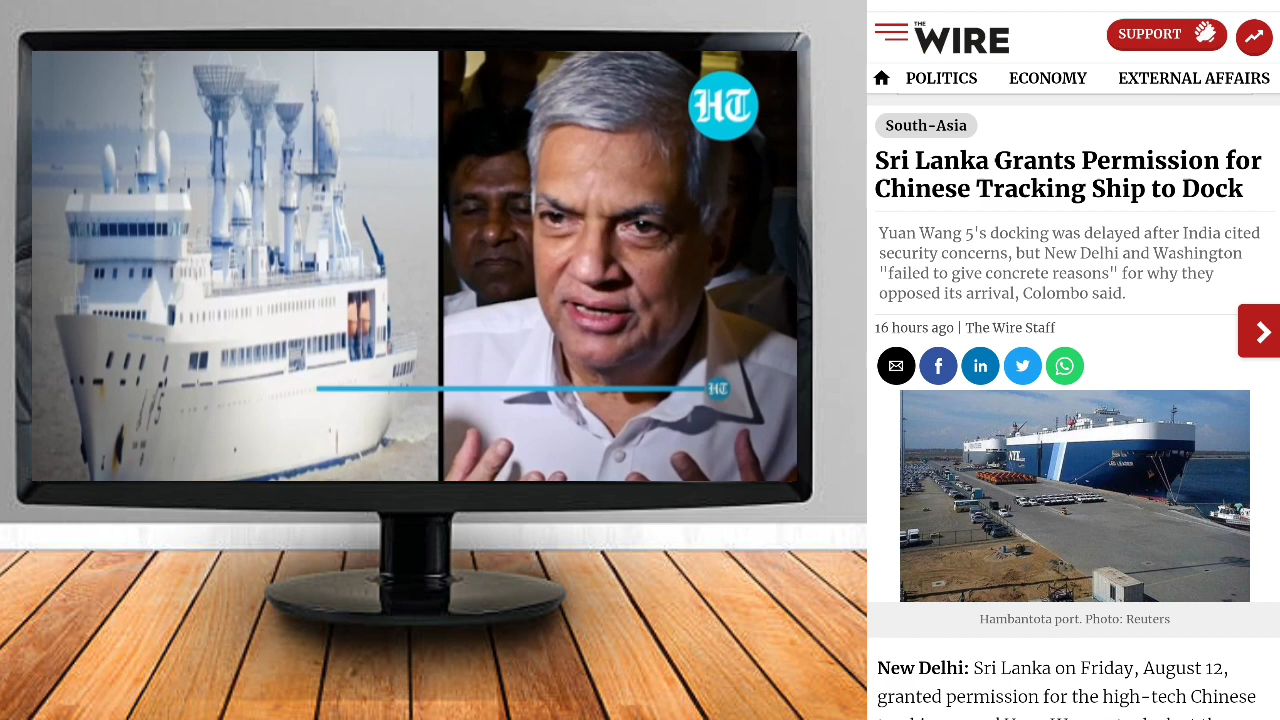 HT
HT
THE
WIRE
SUPPORT
POLITICS
ECONOMY
EXTERNAL AFFAIRS
South-Asia
Sri Lanka Grants Permission for
Chinese Tracking Ship to Dock
Yuan Wang 5's docking was delayed after India cited
security concerns, but New Delhi and Washington
"failed to give concrete reasons" for why they
opposed its arrival, Colombo said.
16 hours ago | The Wire Staff
f
in
NYK
Hambantota port. Photo: Reuters
New Delhi: Sri Lanka on Friday, August 12,
granted permission for the high-tech Chinese